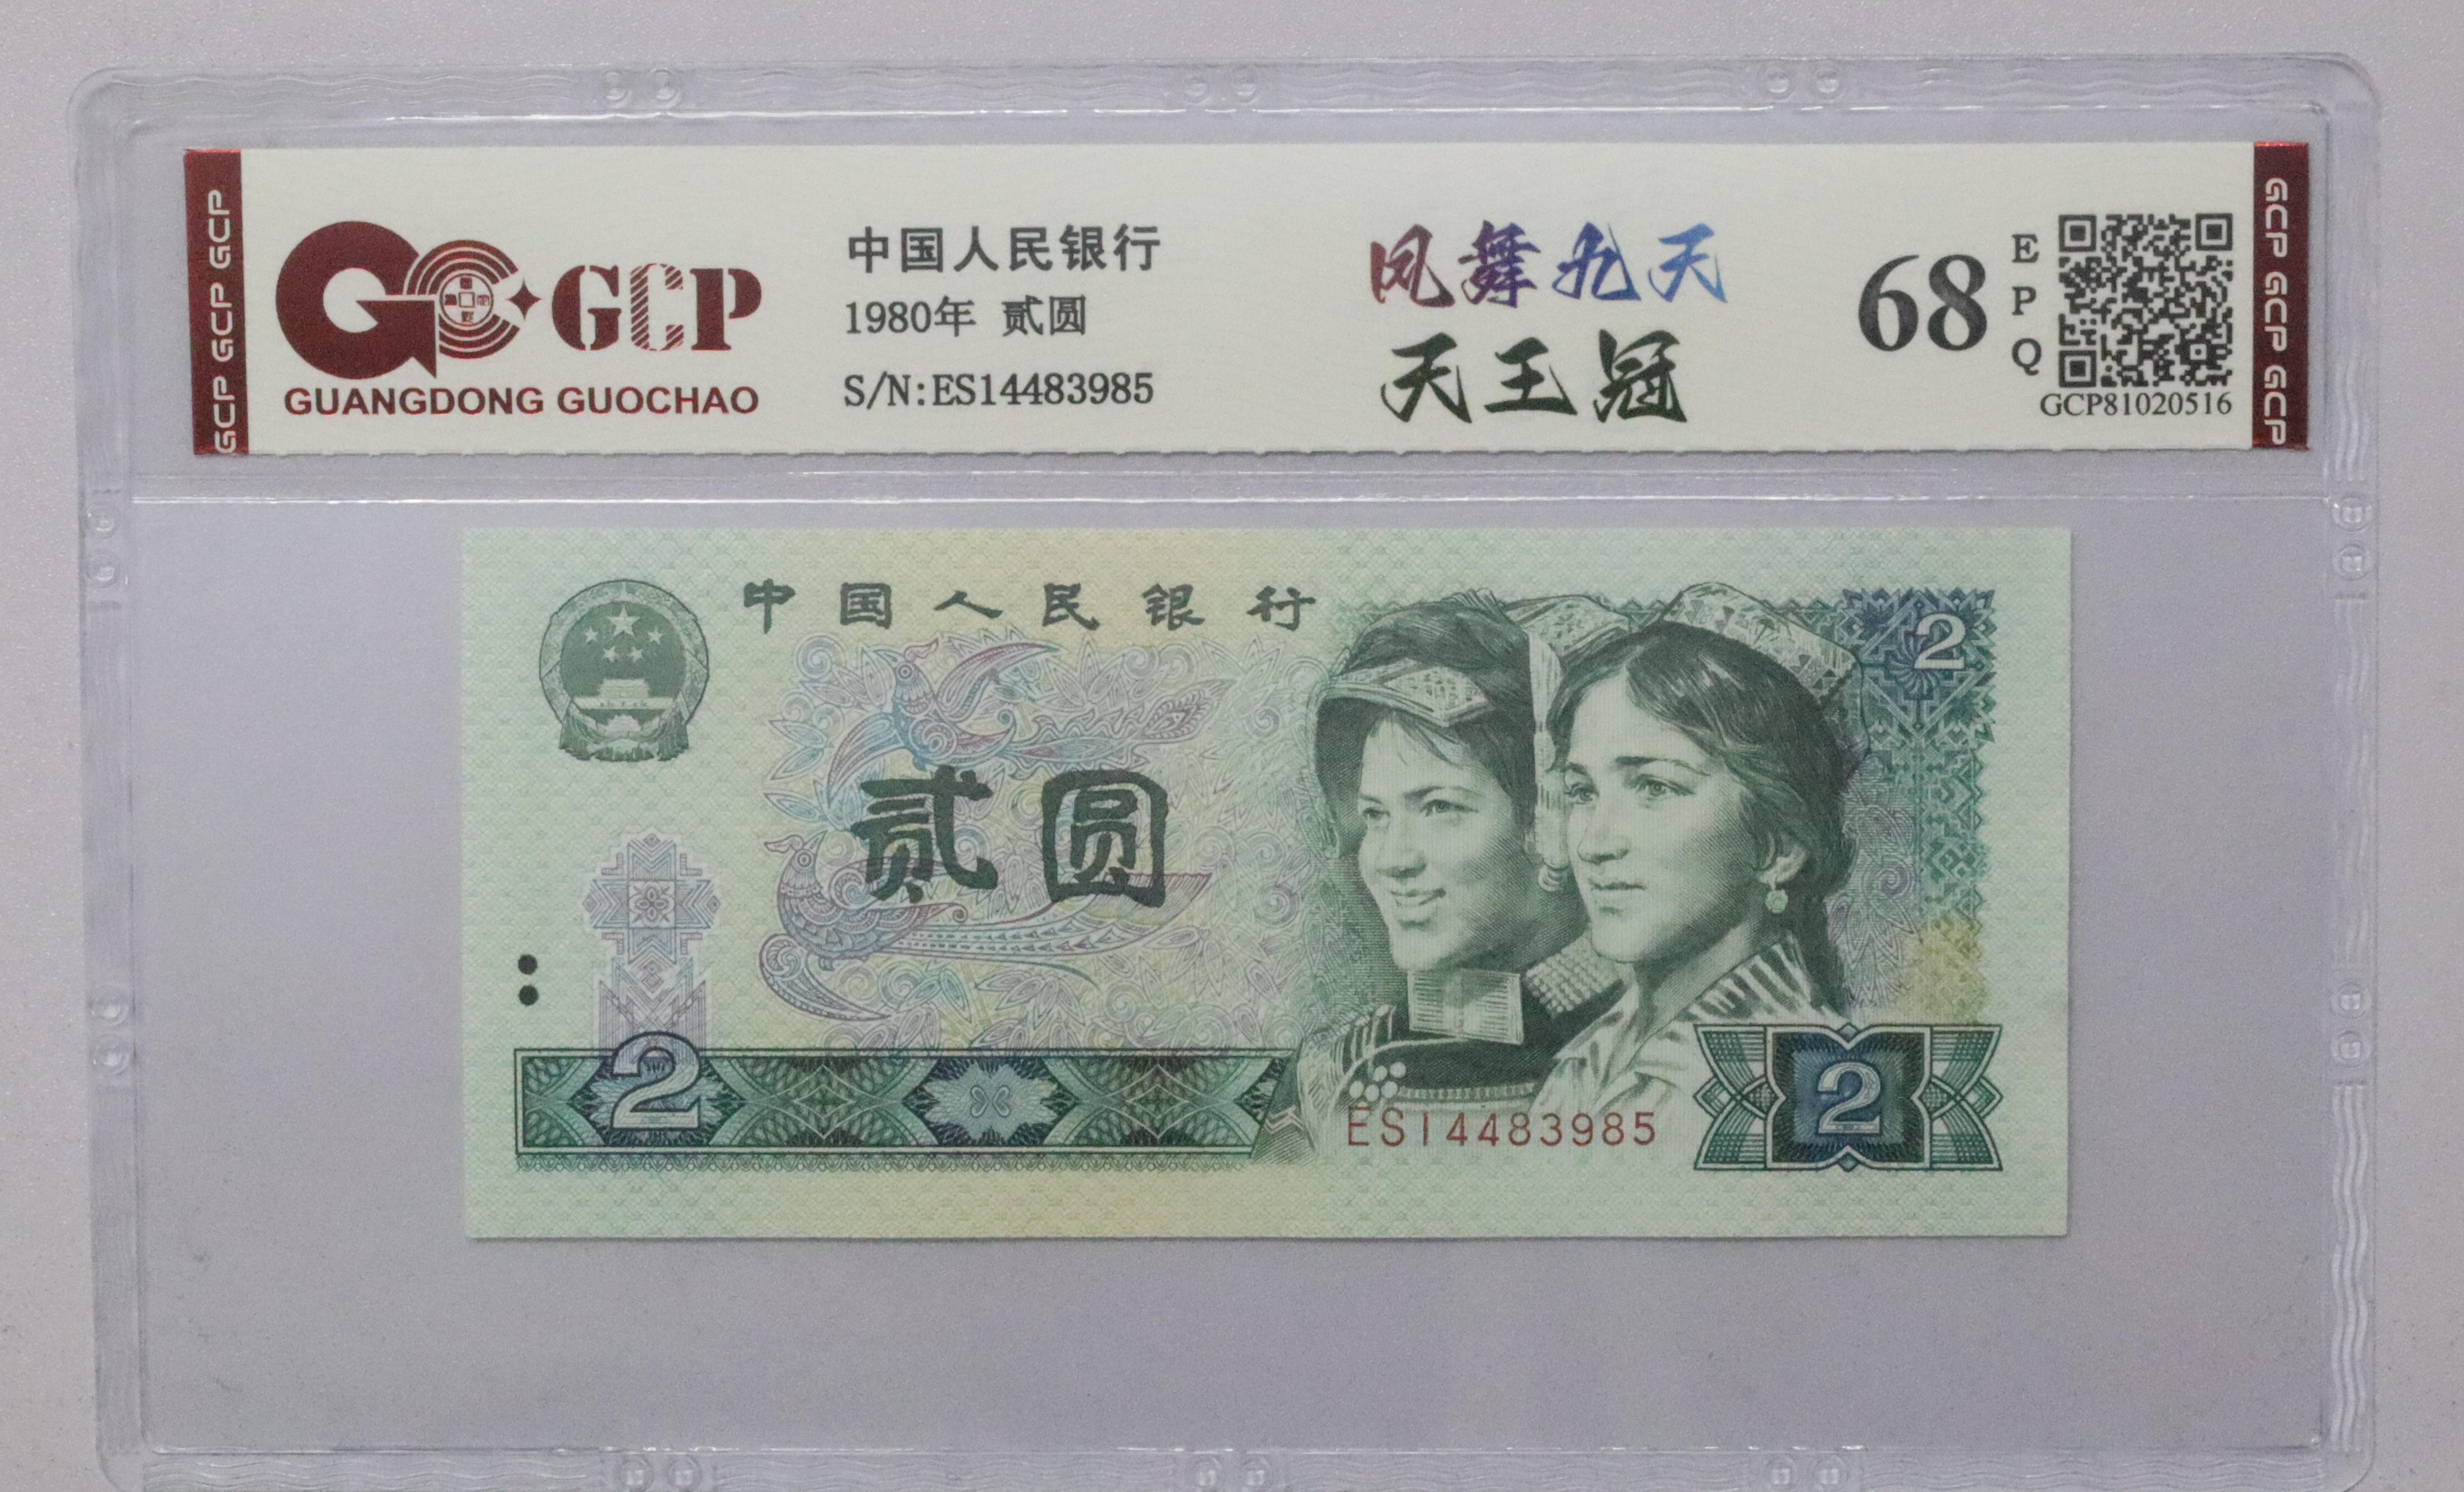 GCP GCP GCP
GCP
GUANGDONG GUOCHAO
中国人民银行
1980年 贰圆
S/N:ES14483985
凤舞九天
天王冠
68
EPQ
GCP81020516
GCP GCP GCP
中国人民银行
2
贰圆
2
ES14483985
2